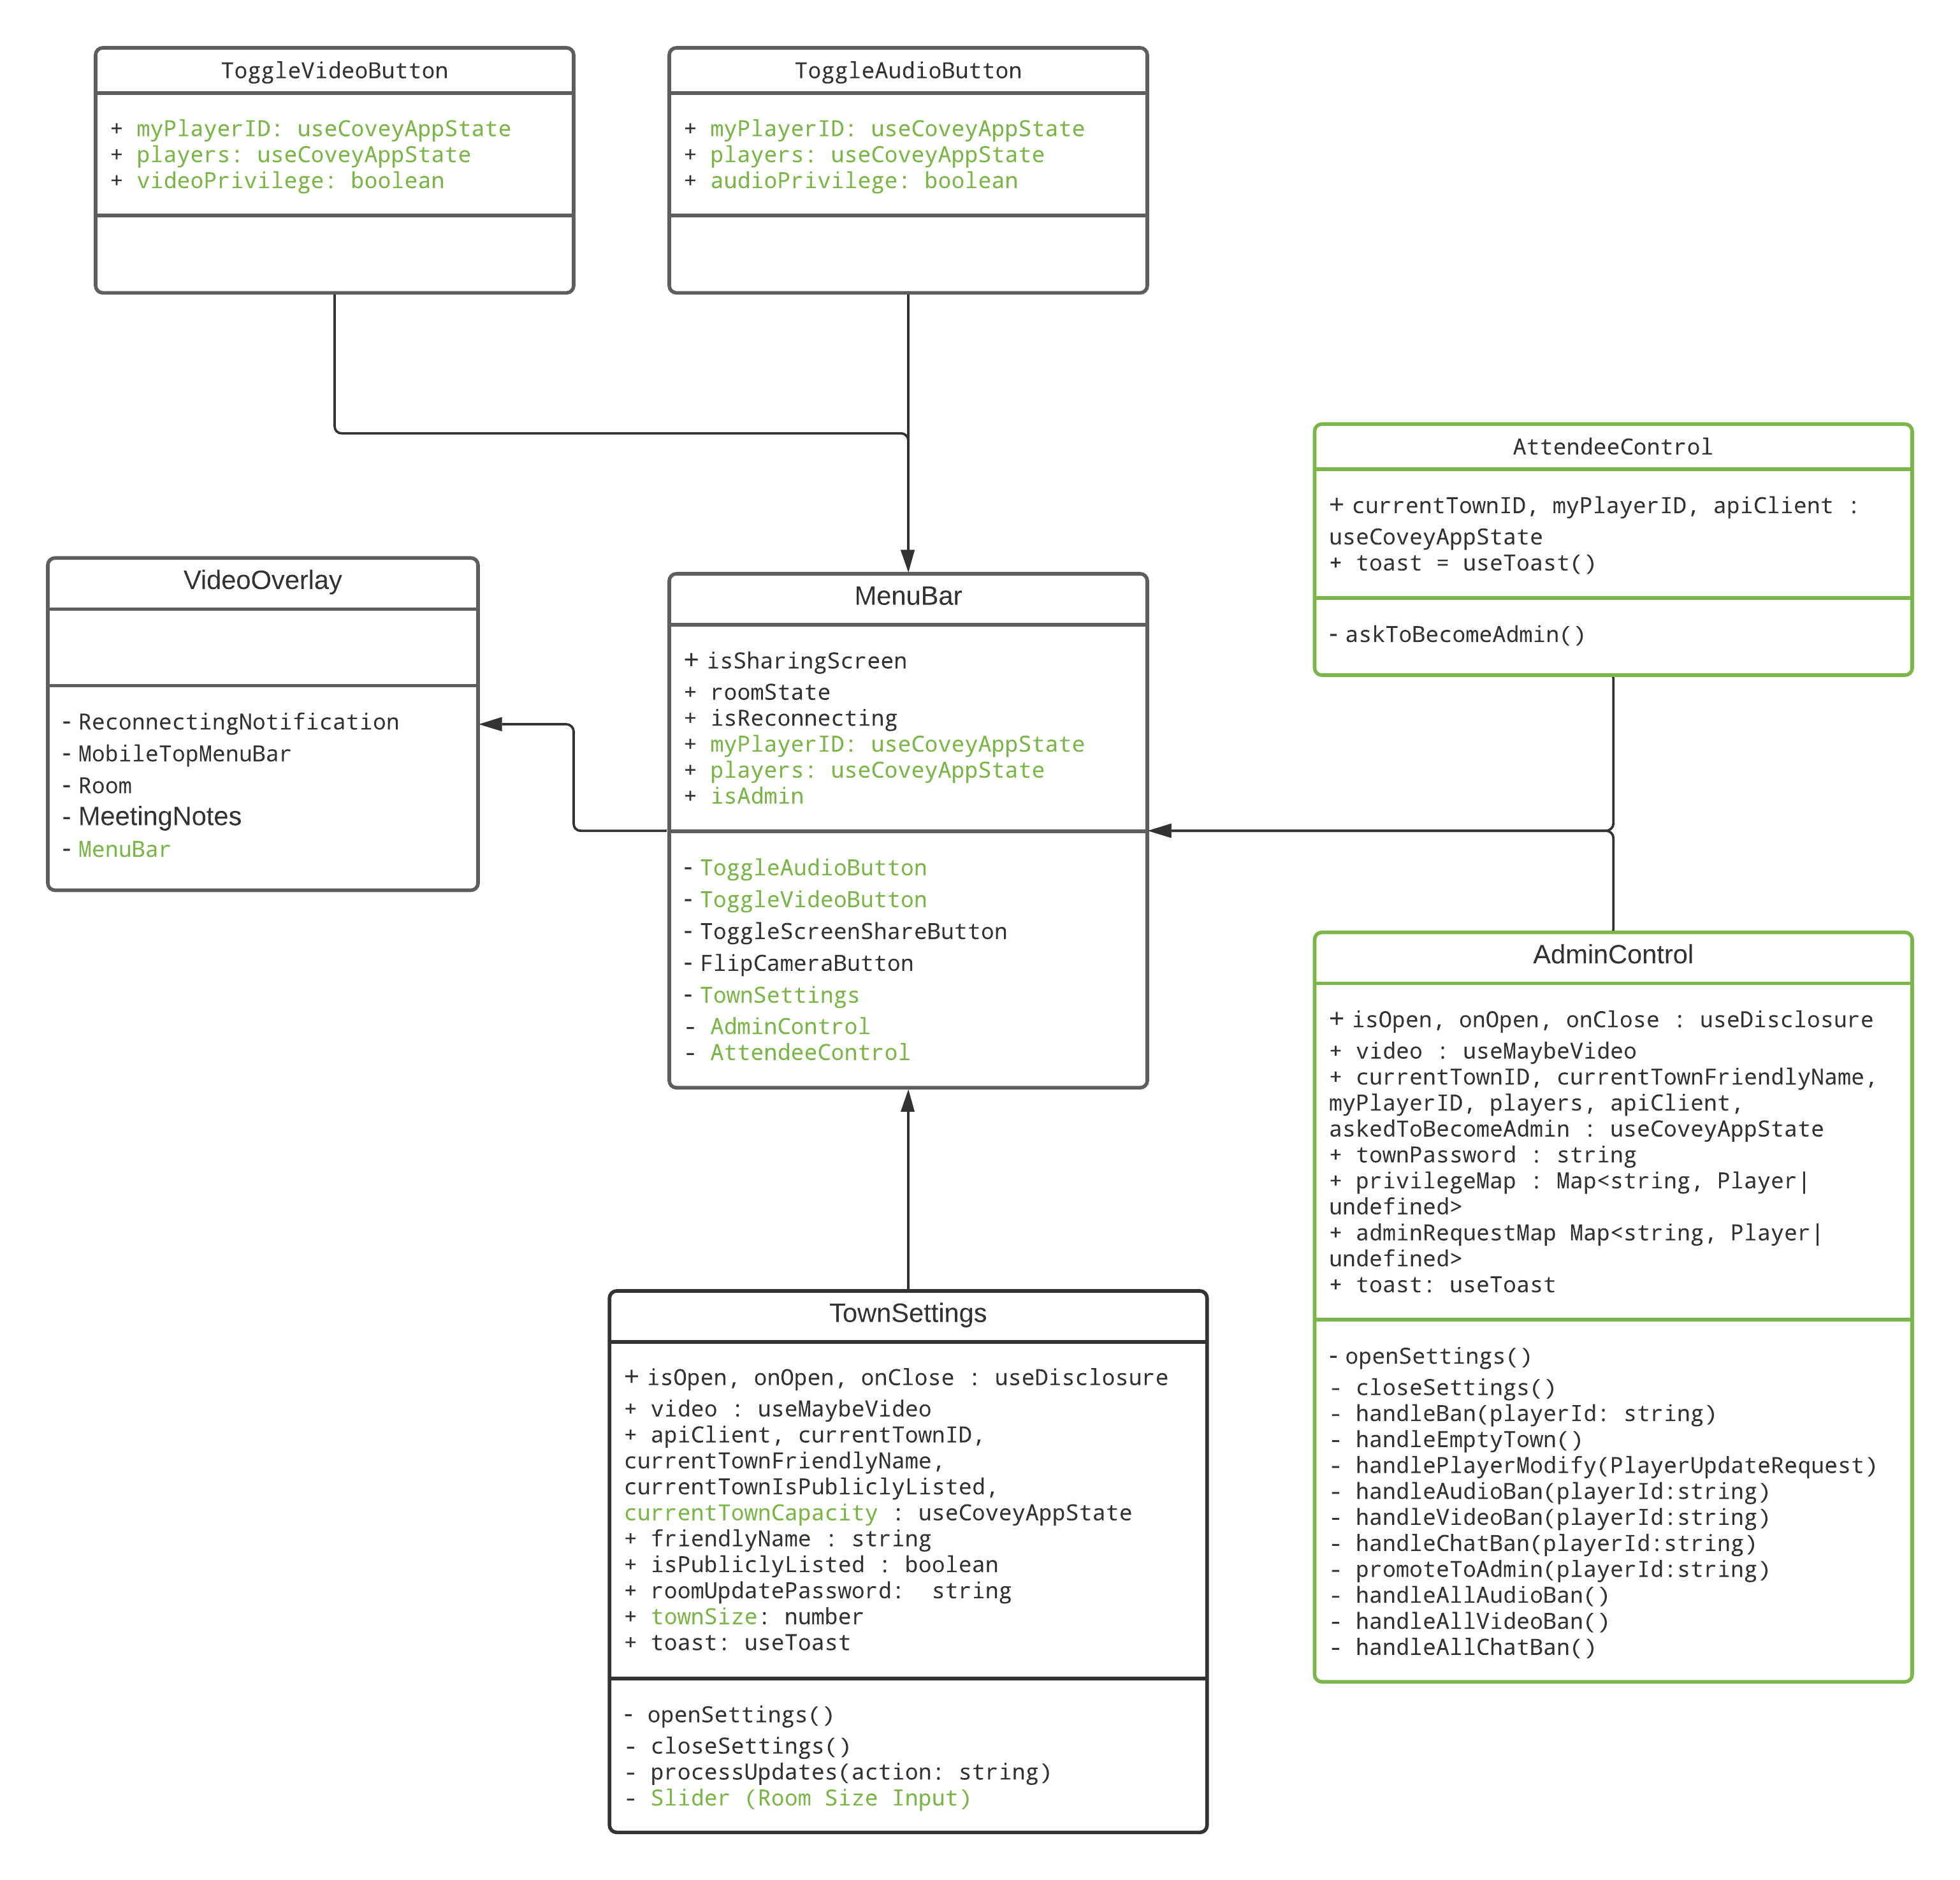 ToggleVideoButton
+ myPlayerID: useCoveyAppState
+ players: useCoveyAppState
+ videoPrivilege: boolean
ToggleAudioButton
+ myPlayerID: useCoveyAppState
+ players: useCoveyAppState
+ audioPrivilege: boolean
AttendeeControl
+ currentTownID, myPlayerID, apiClient :
useCoveyAppState
+ toast = useToast()
- askToBecomeAdmin()
VideoOverlay
- ReconnectingNotification
- MobileTopMenuBar
- Room
- MeetingNotes
- MenuBar
MenuBar
+ isSharingScreen
+ roomState
+ isReconnecting
+ myPlayerID: useCoveyAppState
+ players: useCoveyAppState
+ isAdmin
- ToggleAudioButton
- ToggleVideoButton
- ToggleScreenShareButton
- FlipCameraButton
- TownSettings
- AdminControl
- AttendeeControl
AdminControl
+ isOpen, onOpen, onClose : useDisclosure
+ video : useMaybeVideo
+ currentTownID, currentTownFriendlyName,
myPlayerID, players, apiClient,
askedToBecomeAdmin : useCoveyAppState
+ townPassword : string
+ privilegeMap : Map<string, Player|
undefined>
+ adminRequestMap Map<string, Player|
undefined>
+ toast: useToast
- openSettings()
- closeSettings()
- handleBan(playerId: string)
- handleEmptyTown()
- handlePlayerModify(PlayerUpdateRequest)
- handleAudioBan(playerId:string)
- handleVideoBan(playerId:string)
- handleChatBan(playerId:string)
- promoteToAdmin(playerId:string)
- handleAllAudioBan()
- handleAllVideoBan()
- handleAllChatBan()
TownSettings
+ isOpen, onOpen, onClose : useDisclosure
+ video : useMaybeVideo
+ apiClient, currentTownID,
currentTownFriendlyName,
currentTownIsPubliclyListed,
currentTownCapacity : useCoveyAppState
+ friendlyName : string
+ isPubliclyListed : boolean
+ roomUpdatePassword:  string
+ townSize: number
+ toast: useToast
- openSettings()
- closeSettings()
- processUpdates(action: string)
- Slider (Room Size Input)